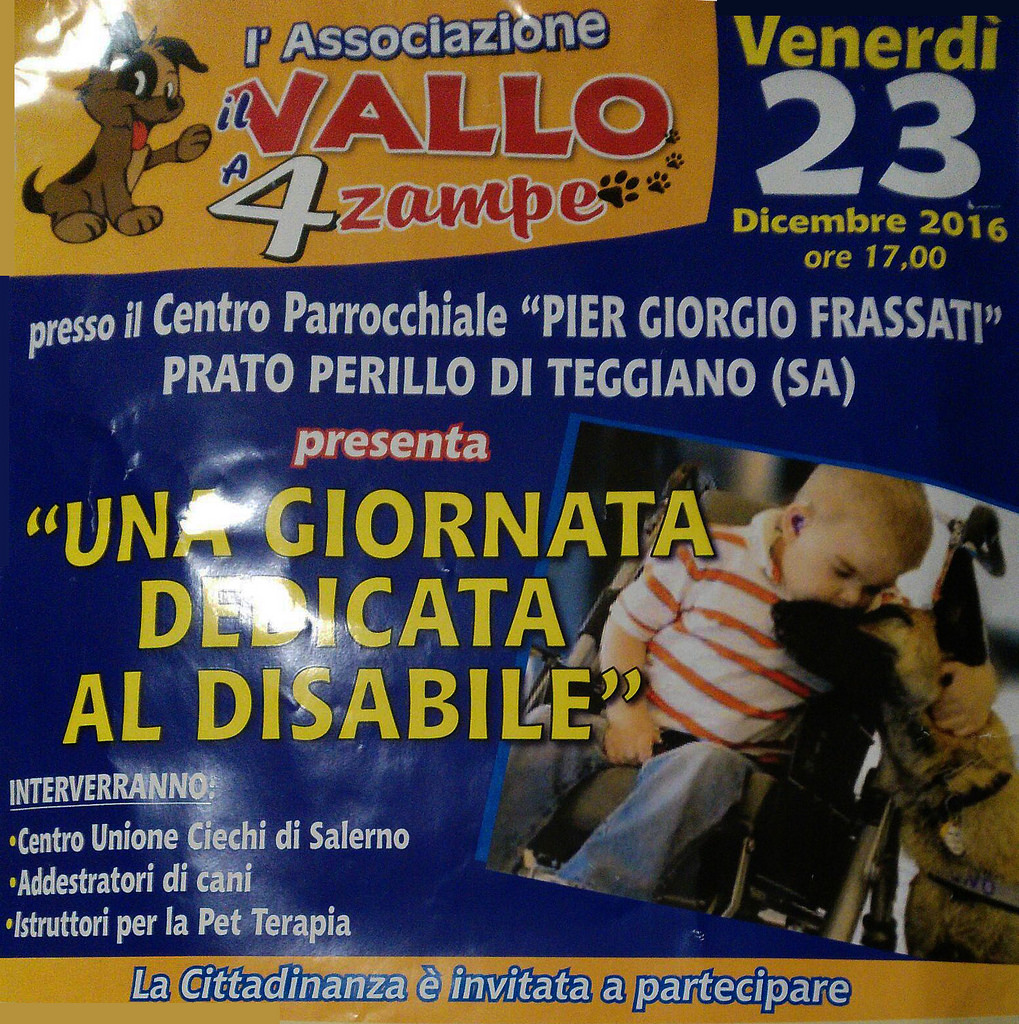 l'Associazione
il VALLO
A 4 zampe
Venerdì
23
Dicembre 2016
ore 17,00
presso il Centro Parrocchiale “PIER GIORGIO FRASSATI”
PRATO PERILLO DI TEGGIANO (SA)
presenta
“UNA GIORNATA
DEDICATA
AL DISABILE”
INTERVERRANNO:
•Centro Unione Ciechi di Salerno
•Addestratori di cani
•Istruttori per la Pet Terapia
La Cittadinanza è invitata a partecipare